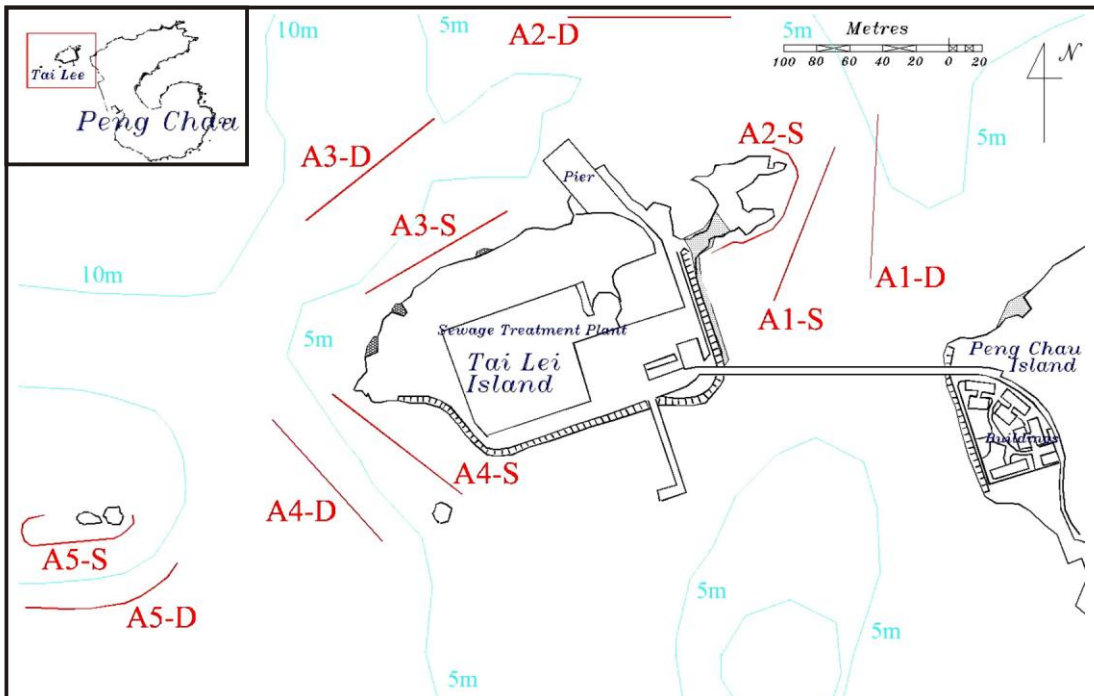 Tai Lee
Peng Chau
10m
5m
A2-D
5m
Metres
100 80 60 40 20 0 20
N
A2-S
5m
A3-D
Pier
A3-S
10m
A1-D
A1-S
5m
Sewage Treatment Plant
Tai Lei
Island
Peng Chau
Island
Buildings
A4-S
A4-D
A5-S
A5-D
5m
5m
5m